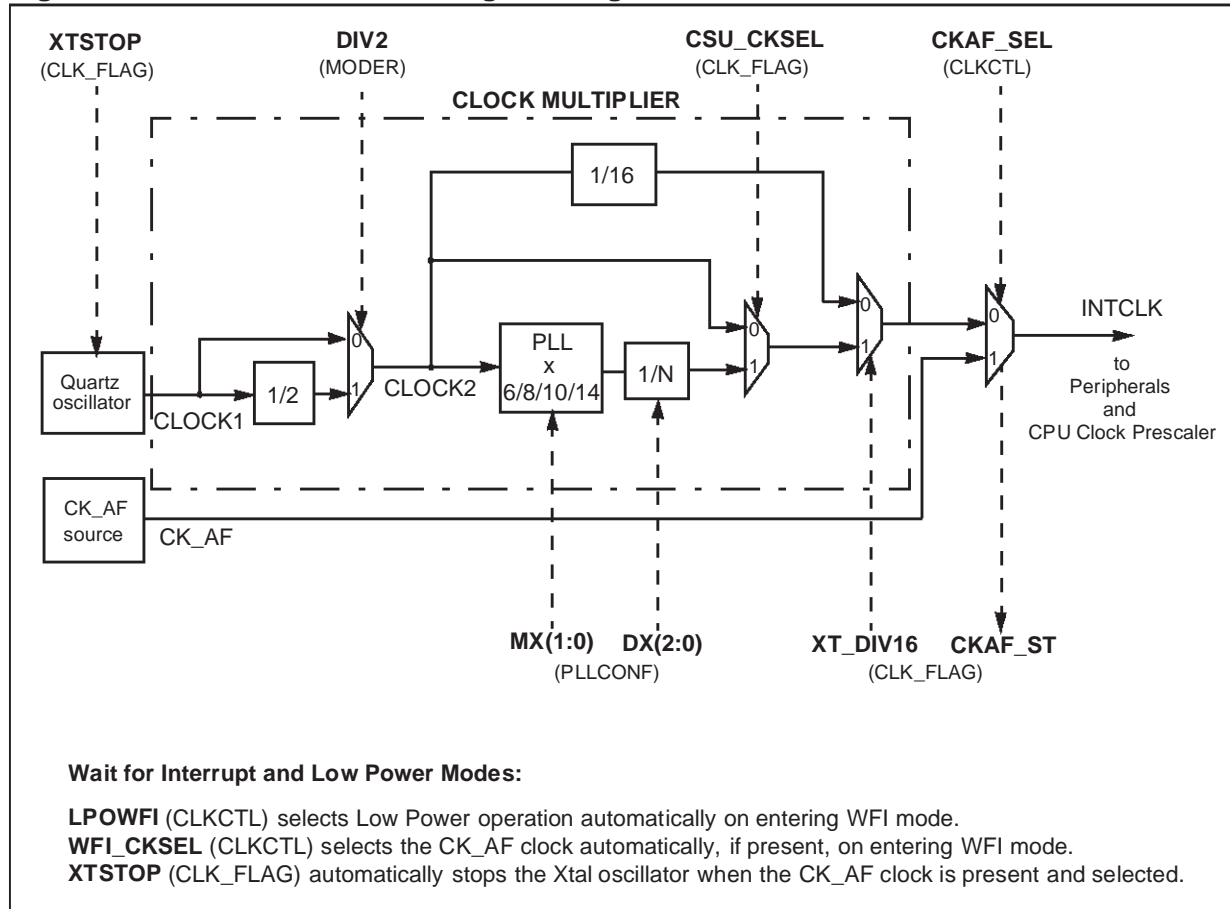 XTSTOP
(CLK_FLAG)
DIV2
(MODER)
CSU_CKSEL
(CLK_FLAG)
CKAF_SEL
(CLKCTL)
CLOCK MULTIPLIER
1/16
0
1
Quartz
oscillator
CLOCK1
1/2
0
1
CLOCK2
PLL
x
6/8/10/14
1/N
0
1
0
1
INTCLK
to
Peripherals
and
CPU Clock Prescaler
CK_AF
source
CK_AF
MX(1:0)
DX(2:0)
(PLLCONF)
XT_DIV16
CKAF_ST
(CLK_FLAG)
Wait for Interrupt and Low Power Modes:
LPOWFI (CLKCTL) selects Low Power operation automatically on entering WFI mode.
WFI_CKSEL (CLKCTL) selects the CK_AF clock automatically, if present, on entering WFI mode.
XTSTOP (CLK_FLAG) automatically stops the Xtal oscillator when the CK_AF clock is present and selected.